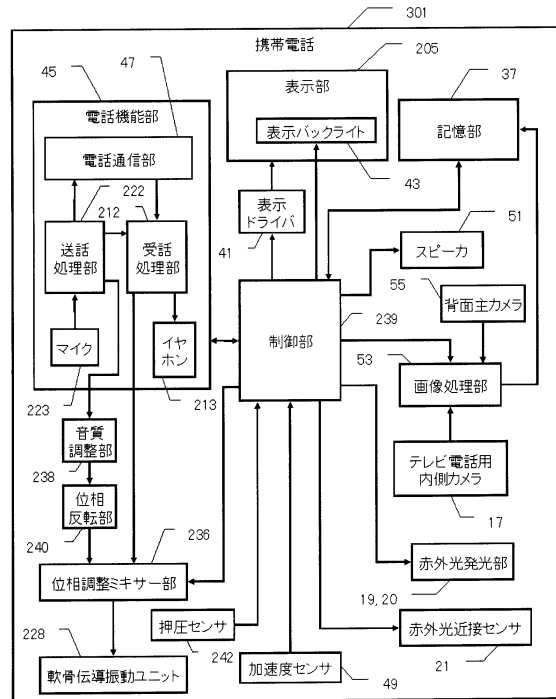 301
携帯電話
45
47
205
37
電話機能部
表示部
電話通信部
表示バックライト
記憶部
222
43
212
送話
処理部
受話
処理部
表示
ドライバ
51
41
スピーカ
55
背面主カメラ
マイク
イヤ
ホン
制御部
239
53
画像処理部
223
213
音質
調整部
238
テレビ電話用
内側カメラ
位相
反転部
17
240
236
位相調整ミキサー部
赤外光発光部
19, 20
228
押圧センサ
242
赤外光近接センサ
軟骨伝導振動ユニット
加速度センサ
49
21